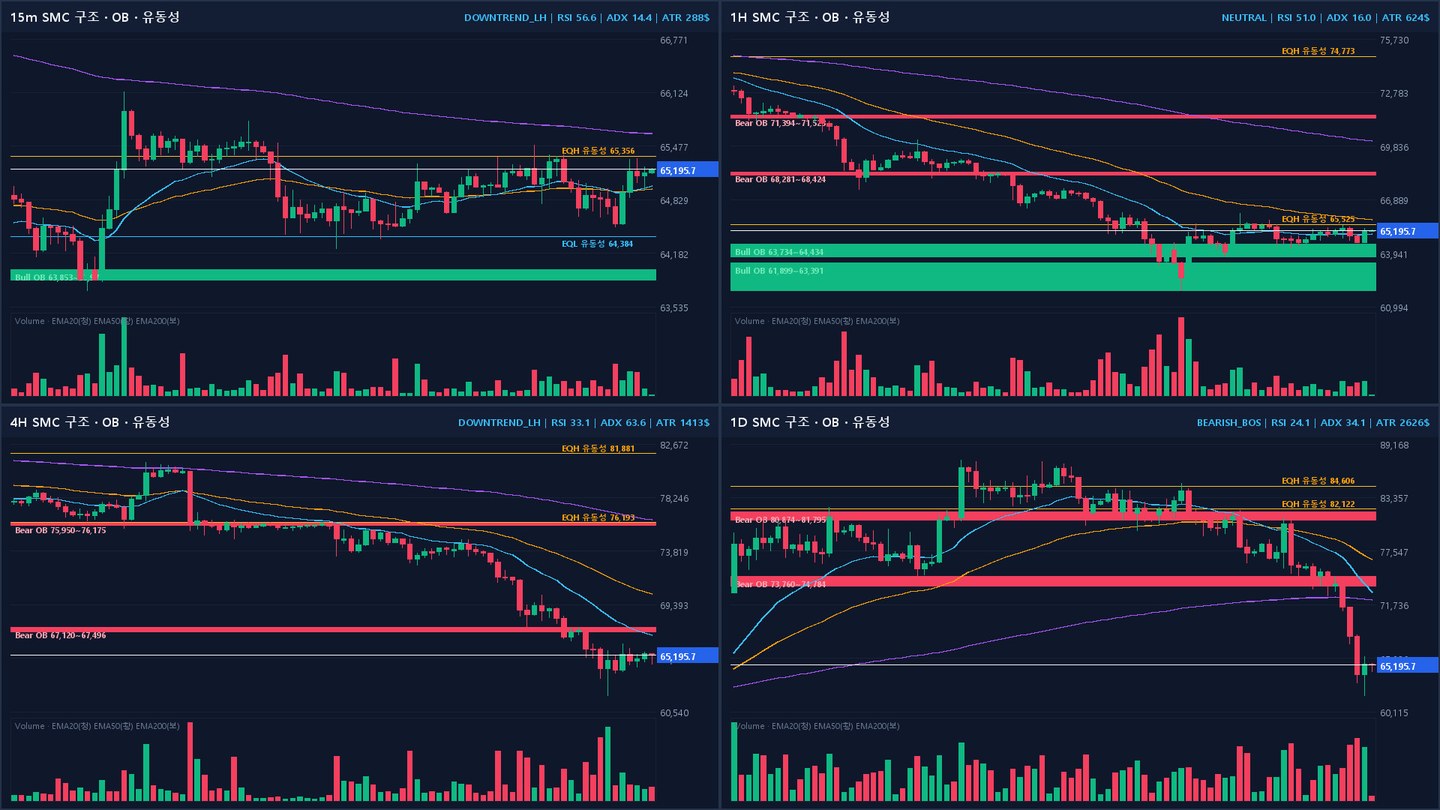 15m SMC 구조 · OB · 유동성
DOWNTREND_LH | RSI 56.6 | ADX 14.4 | ATR 288$
66,771
66,124
65,477
EQH 유동성 65,356
65,195.7
64,829
EQL 유동성 64,384
64,182
Bull OB 63,853~
63,535
Volume · EMA20(청) EMA50(황) EMA200(보)
1H SMC 구조 · OB · 유동성
NEUTRAL | RSI 51.0 | ADX 16.0 | ATR 624$
75,730
EQH 유동성 74,773
72,783
Bear OB 71,394~71,523
69,836
Bear OB 68,281~68,424
66,889
EQH 유동성 65,525
65,195.7
Bull OB 63,734~64,434
63,941
Bull OB 61,899~63,391
60,994
Volume · EMA20(청) EMA50(황) EMA200(보)
4H SMC 구조 · OB · 유동성
DOWNTREND_LH | RSI 33.1 | ADX 63.6 | ATR 1413$
82,672
EQH 유동성 81,881
78,246
EQH 유동성 76,193
Bear OB 75,950~76,175
73,819
69,393
Bear OB 67,120~67,496
65,195.7
60,540
Volume · EMA20(청) EMA50(황) EMA200(보)
1D SMC 구조 · OB · 유동성
BEARISH_BOS | RSI 24.1 | ADX 34.1 | ATR 2626$
89,168
EQH 유동성 84,606
83,357
EQH 유동성 82,122
Bear OB 80,874~81,795
77,547
Bear OB 73,760~74,784
71,736
65,195.7
60,115
Volume · EMA20(청) EMA50(황) EMA200(보)